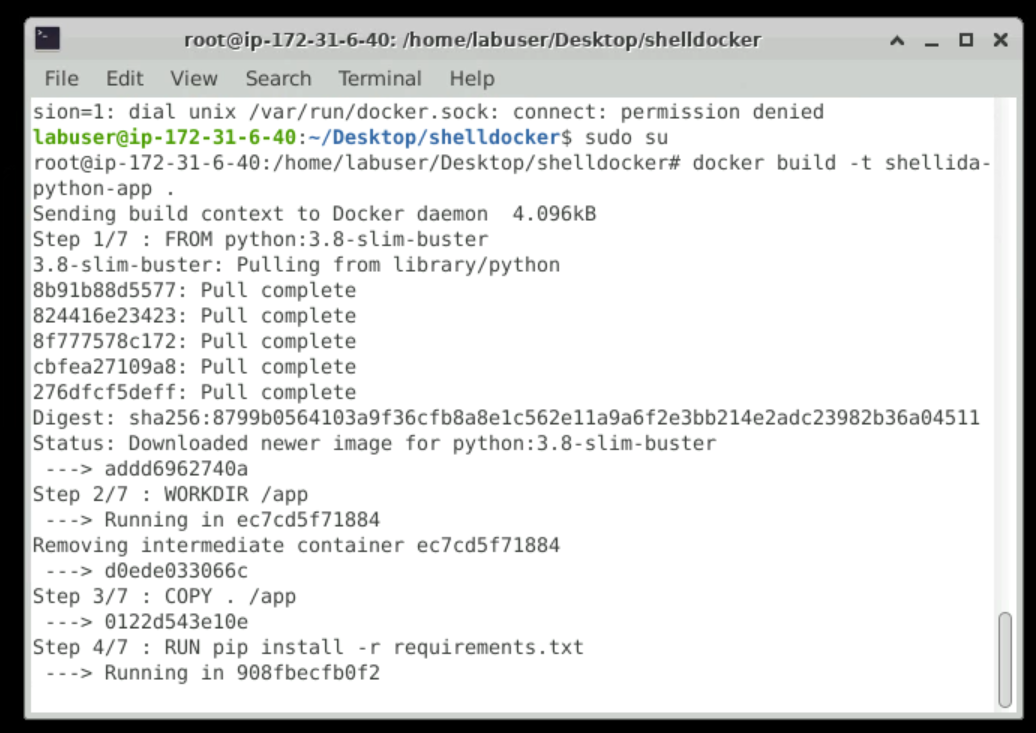 root@ip-172-31-6-40: /home/labuser/Desktop/shelldocker
File Edit View Search Terminal Help
sion=1: dial unix /var/run/docker.sock: connect: permission denied
labuser@ip-172-31-6-40:~/Desktop/shelldocker$ sudo su
root@ip-172-31-6-40:/home/labuser/Desktop/shelldocker# docker build -t shellida-
python-app .
Sending build context to Docker daemon  4.096kB
Step 1/7 : FROM python:3.8-slim-buster
3.8-slim-buster: Pulling from library/python
8b91b88d5577: Pull complete
824416e23423: Pull complete
8f777578c172: Pull complete
cbfea27109a8: Pull complete
276dfcf5deff: Pull complete
Digest: sha256:8799b0564103a9f36cfb8a8e1c562e11a9a6f2e3bb214e2adc23982b36a04511
Status: Downloaded newer image for python:3.8-slim-buster
 ---> addd6962740a
Step 2/7 : WORKDIR /app
 ---> Running in ec7cd5f71884
Removing intermediate container ec7cd5f71884
 ---> d0ede033066c
Step 3/7 : COPY . /app
 ---> 0122d543e10e
Step 4/7 : RUN pip install -r requirements.txt
 ---> Running in 908fbecfb0f2